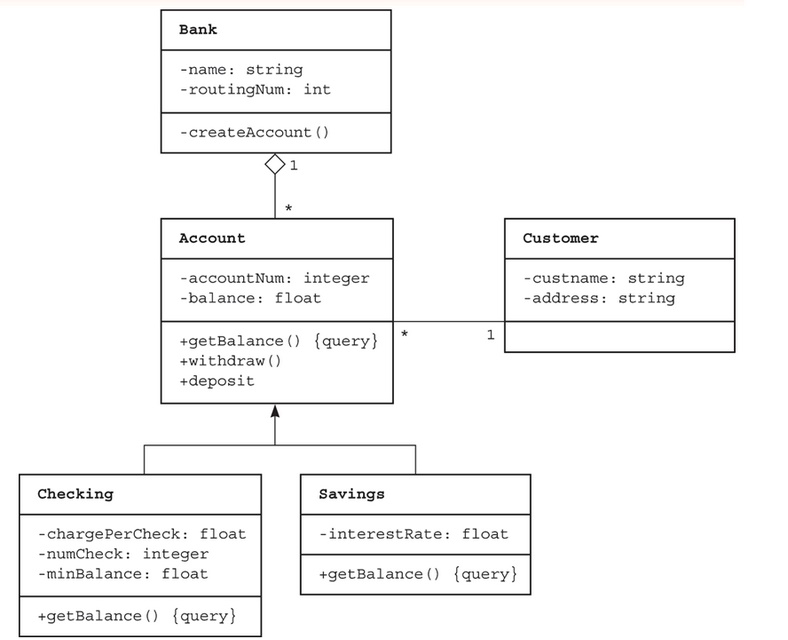 Bank
-name: string
-routingNum: int
-createAccount()
1
*
Account
-accountNum: integer
-balance: float
+getBalance() {query}
+withdraw()
+deposit
Customer
-custname: string
-address: string
*
1
Checking
-chargePerCheck: float
-numCheck: integer
-minBalance: float
+getBalance() {query}
Savings
-interestRate: float
+getBalance() {query}